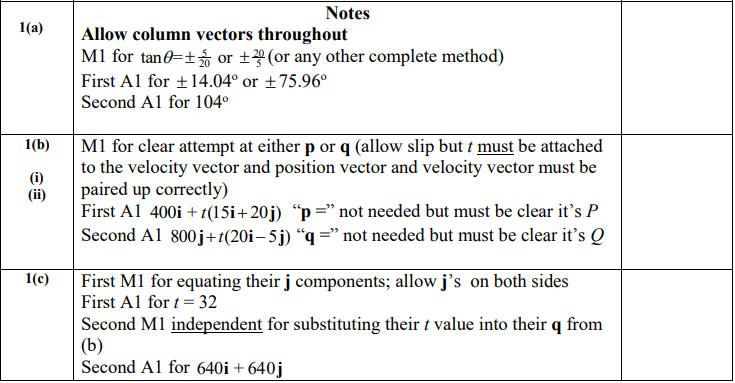 Notes
1(a)
Allow column vectors throughout
M1 for tanθ=±5/20 or ±20/5 (or any other complete method)
First A1 for ±14.04° or ±75.96°
Second A1 for 104°
1(b) M1 for clear attempt at either p or q (allow slip but t must be attached
to the velocity vector and position vector and velocity vector must be
(i)
(ii) paired up correctly)
First A1 400i + t(15i+20j) “p =” not needed but must be clear it’s P
Second A1 800j+t(20i–5j) “q =” not needed but must be clear it’s Q
1(c) First M1 for equating their j components; allow j’s on both sides
First A1 for t = 32
Second M1 independent for substituting their t value into their q from
(b)
Second A1 for 640i + 640j